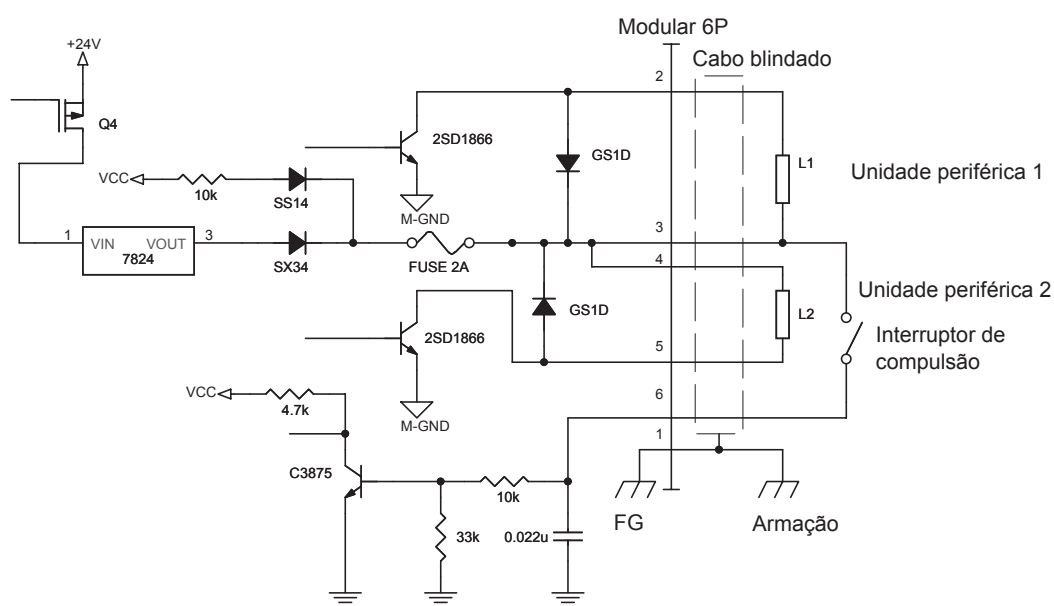 Modular 6P
+24V
Cabo blindado
2
Q4
2SD1866
GS1D
L1
Unidade periférica 1
VCC
10k
SS14
M-GND
3
1
VIN
VOUT
3
7824
SX34
FUSE 2A
4
Unidade periférica 2
GS1D
L2
2SD1866
Interruptor de
compulsão
5
VCC
4.7k
M-GND
6
1
C3875
10k
33k
0.022u
FG
Armação